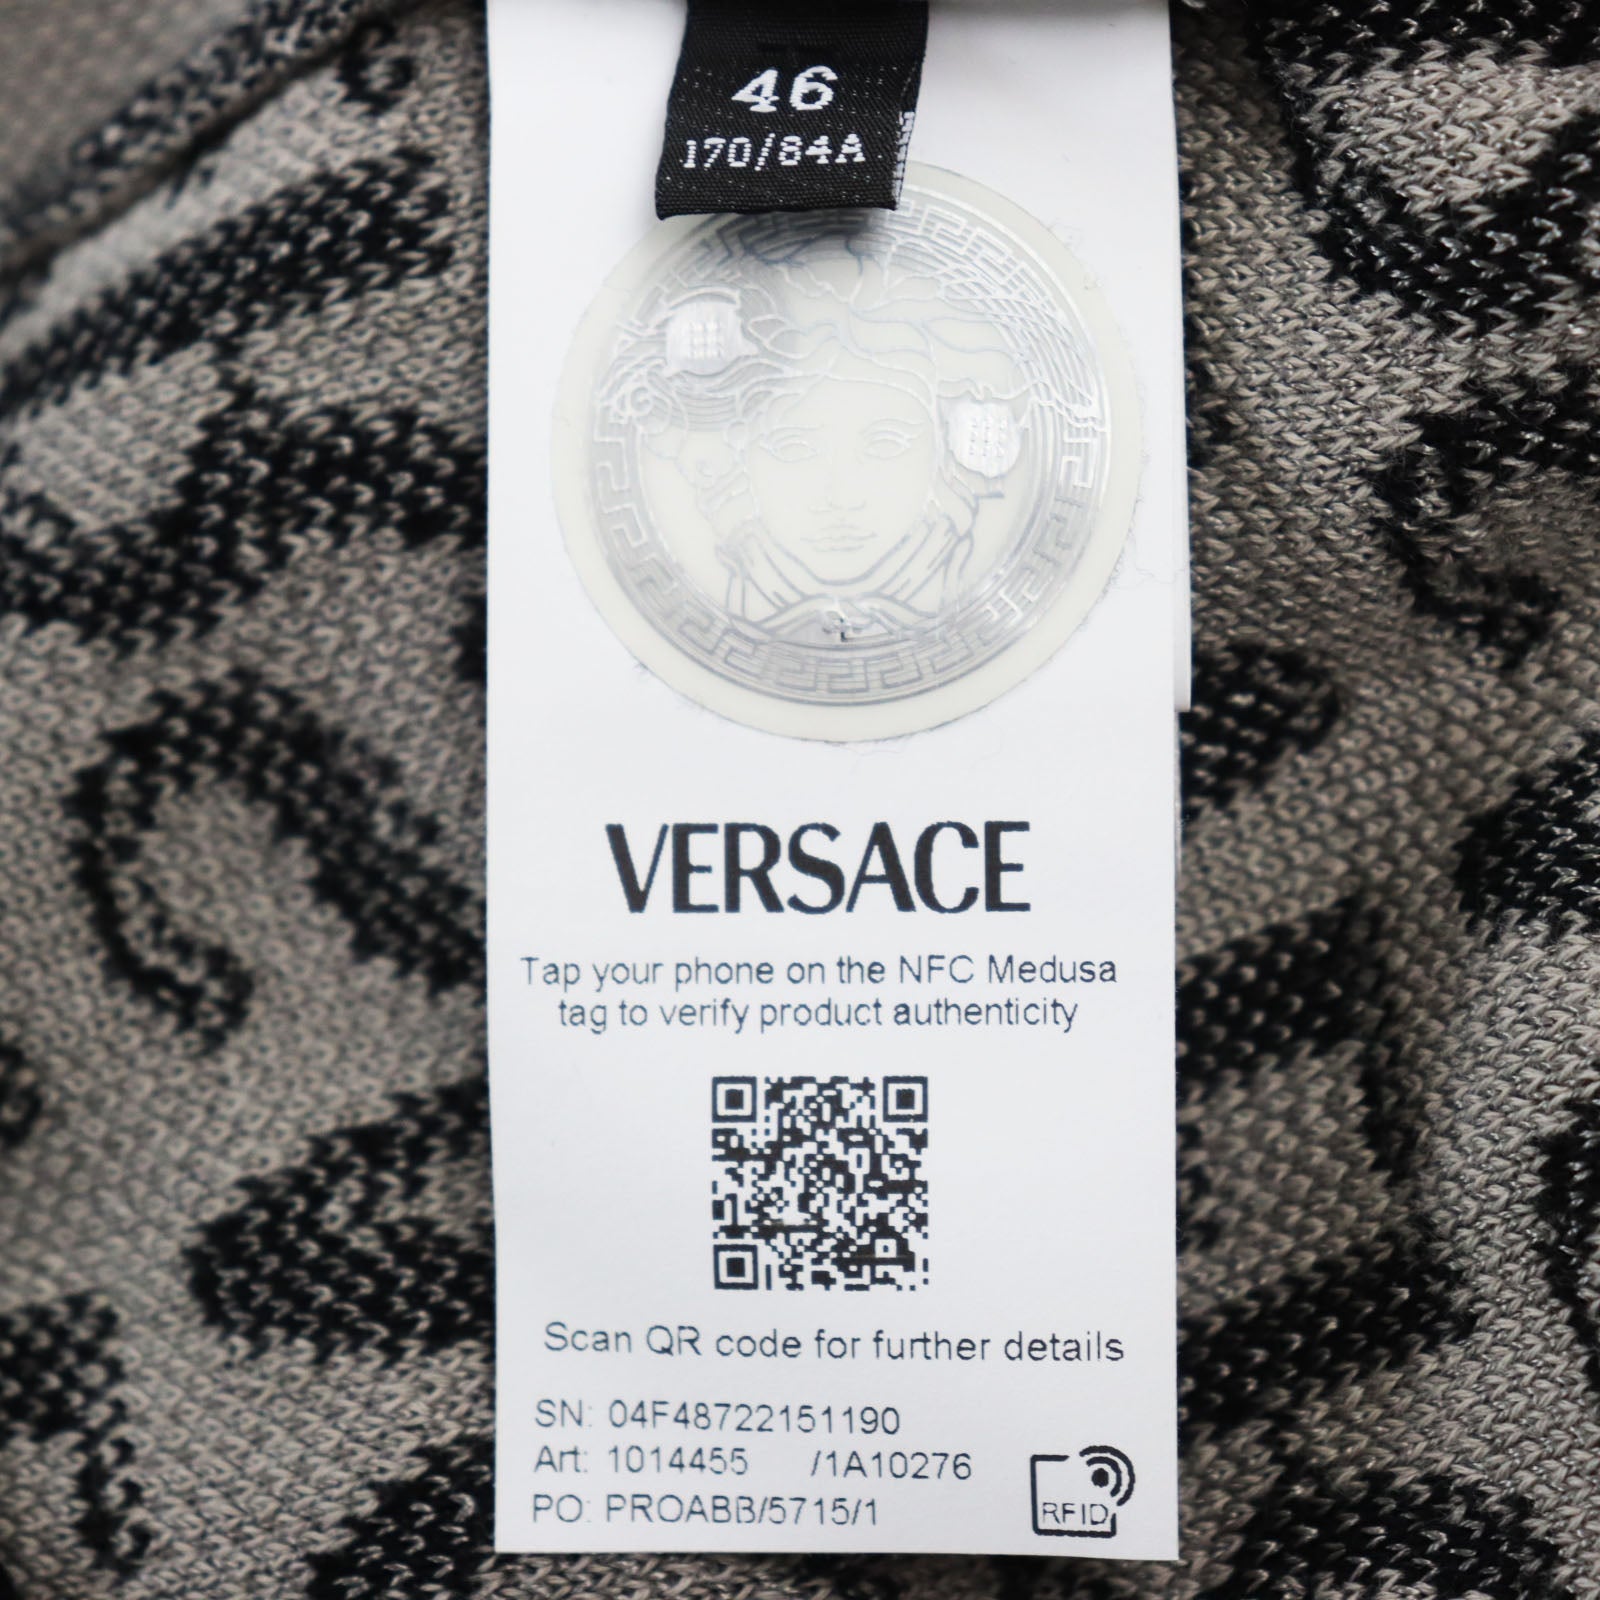 46
170/84A
VERSACE
Tap your phone on the NFC Medusa
tag to verify product authenticity
Scan QR code for further details
SN: 04F48722151190
Art: 1014455 /1A10276
PO: PROABB/5715/1
RFID